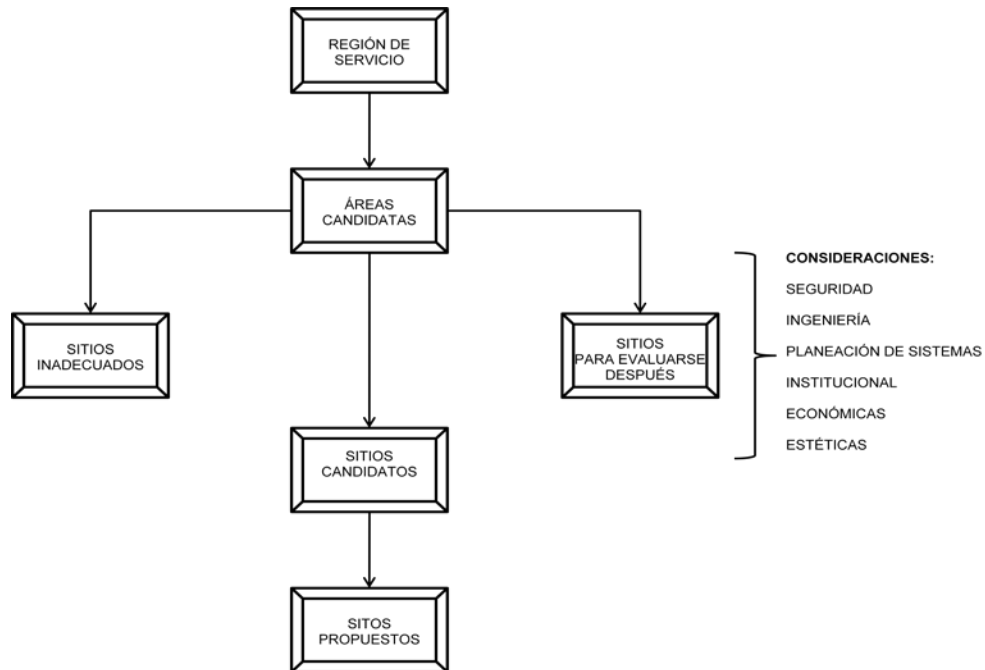 REGIÓN DE
SERVICIO
ÁREAS
CANDIDATAS
SITIOS
INADECUADOS
SITIOS
PARA EVALUARSE
DESPUÉS
CONSIDERACIONES:
SEGURIDAD
INGENIERÍA
PLANEACIÓN DE SISTEMAS
INSTITUCIONAL
ECONÓMICAS
ESTÉTICAS
SITIOS
CANDIDATOS
SITOS
PROPUESTOS